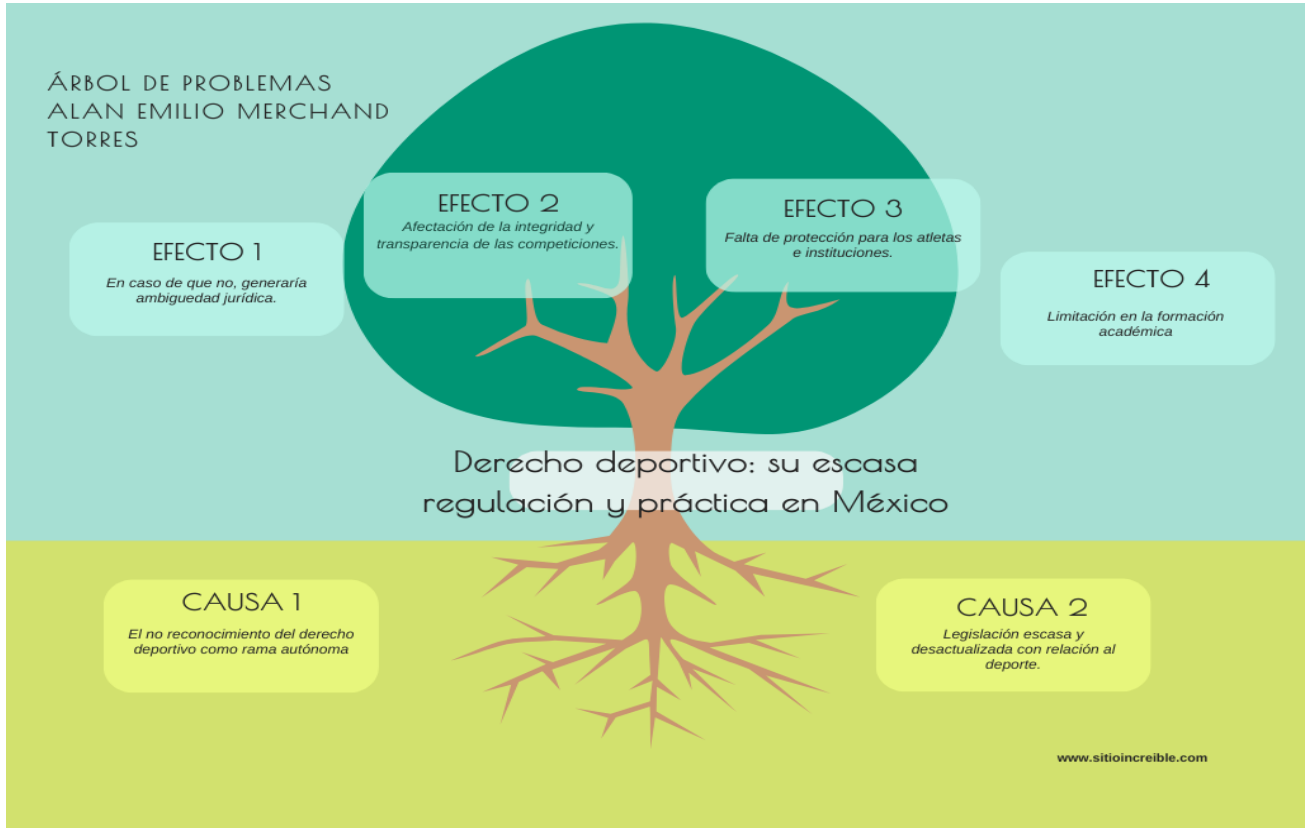 ÁRBOL DE PROBLEMAS
ALAN EMILIO MERCHAND
TORRES
EFECTO 1
En caso de que no, generaría
ambiguedad jurídica.
EFECTO 2
Afectación de la integridad y
transparencia de las competiciones.
EFECTO 3
Falta de protección para los atletas
e instituciones.
EFECTO 4
Limitación en la formación
académica
Derecho deportivo: su escasa
regulación y práctica en México
CAUSA 1
El no reconocimiento del derecho
deportivo como rama autónoma
CAUSA 2
Legislación escasa y
desactualizada con relación al
deporte.
www.sitioincreible.com